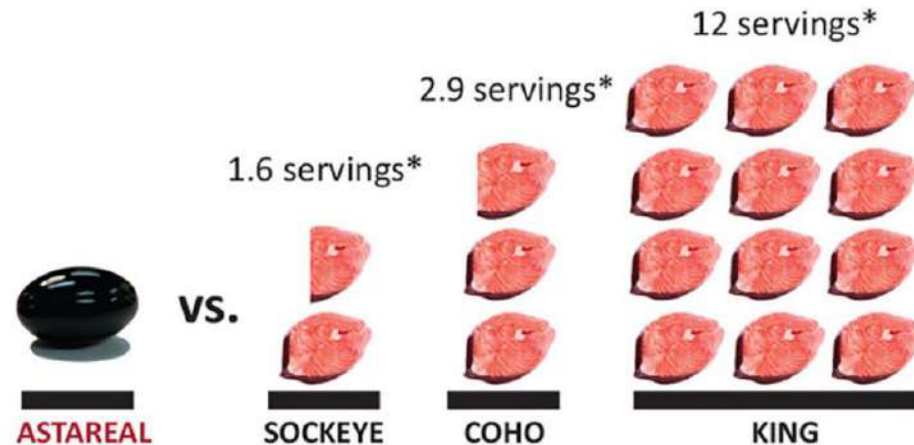 12 servings*
2.9 servings*
1.6 servings*
vs.
ASTAREAL
SOCKEYE
COHO
KING